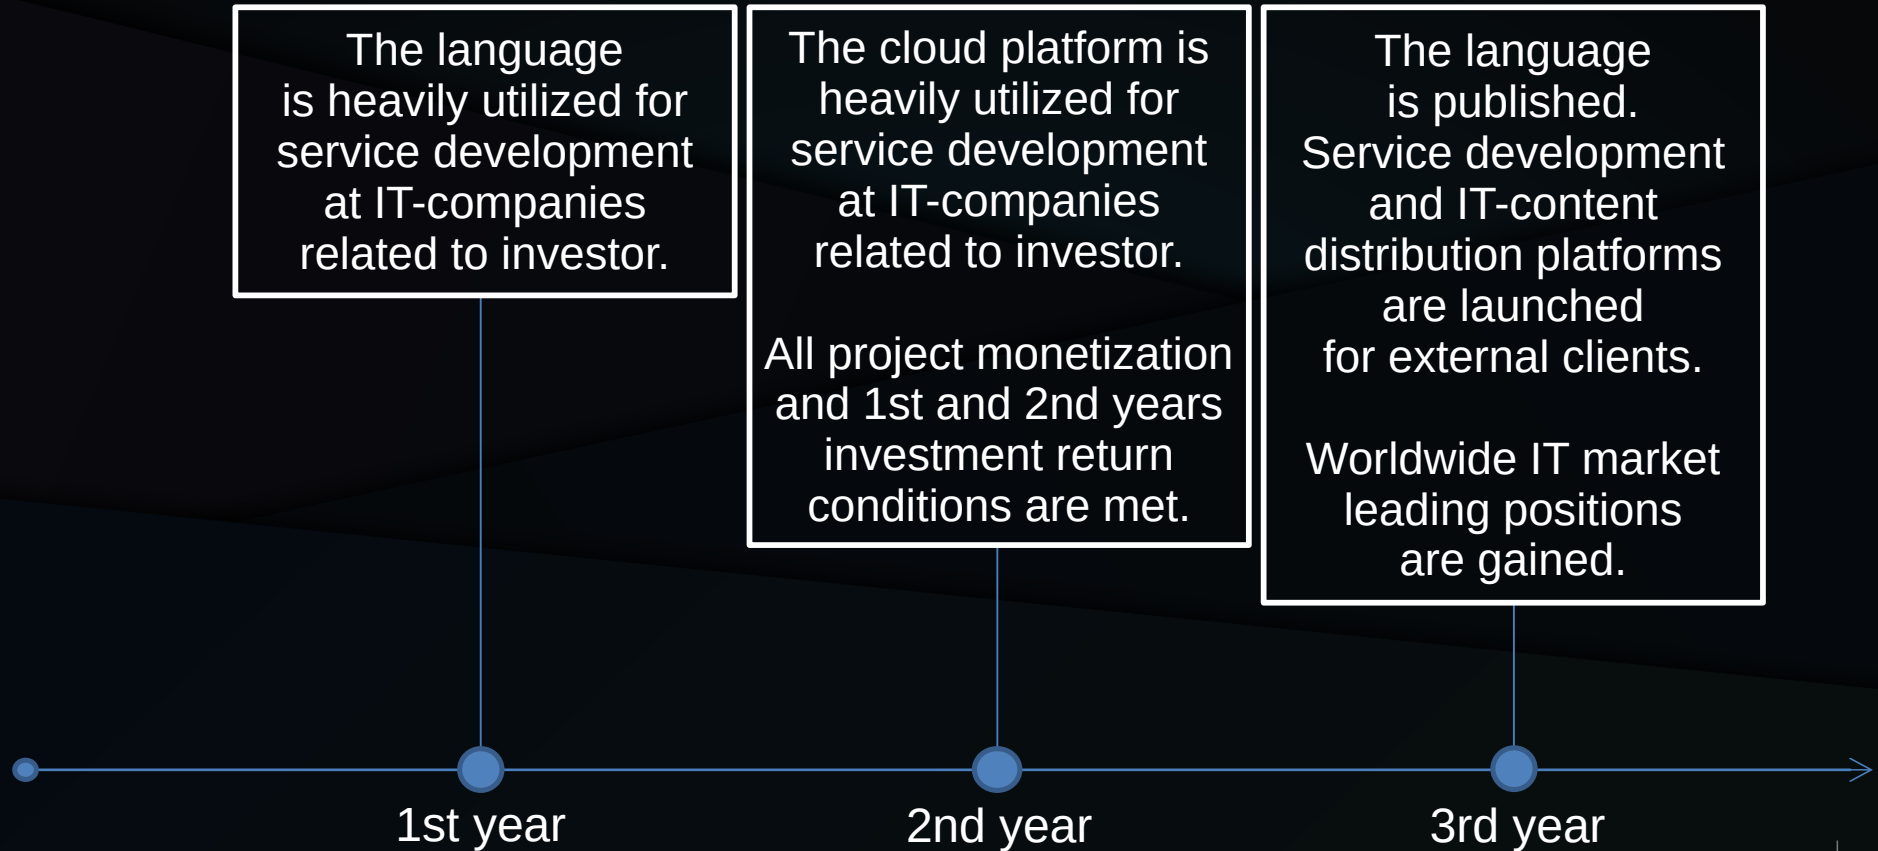 The language
is heavily utilized for
service development
at IT-companies
related to investor.
The cloud platform is
heavily utilized for
service development
at IT-companies
related to investor.
All project monetization
and 1st and 2nd years
investment return
conditions are met.
The language
is published.
Service development
and IT-content
distribution platforms
are launched
for external clients.
Worldwide IT market
leading positions
are gained.
1st year
2nd year
3rd year